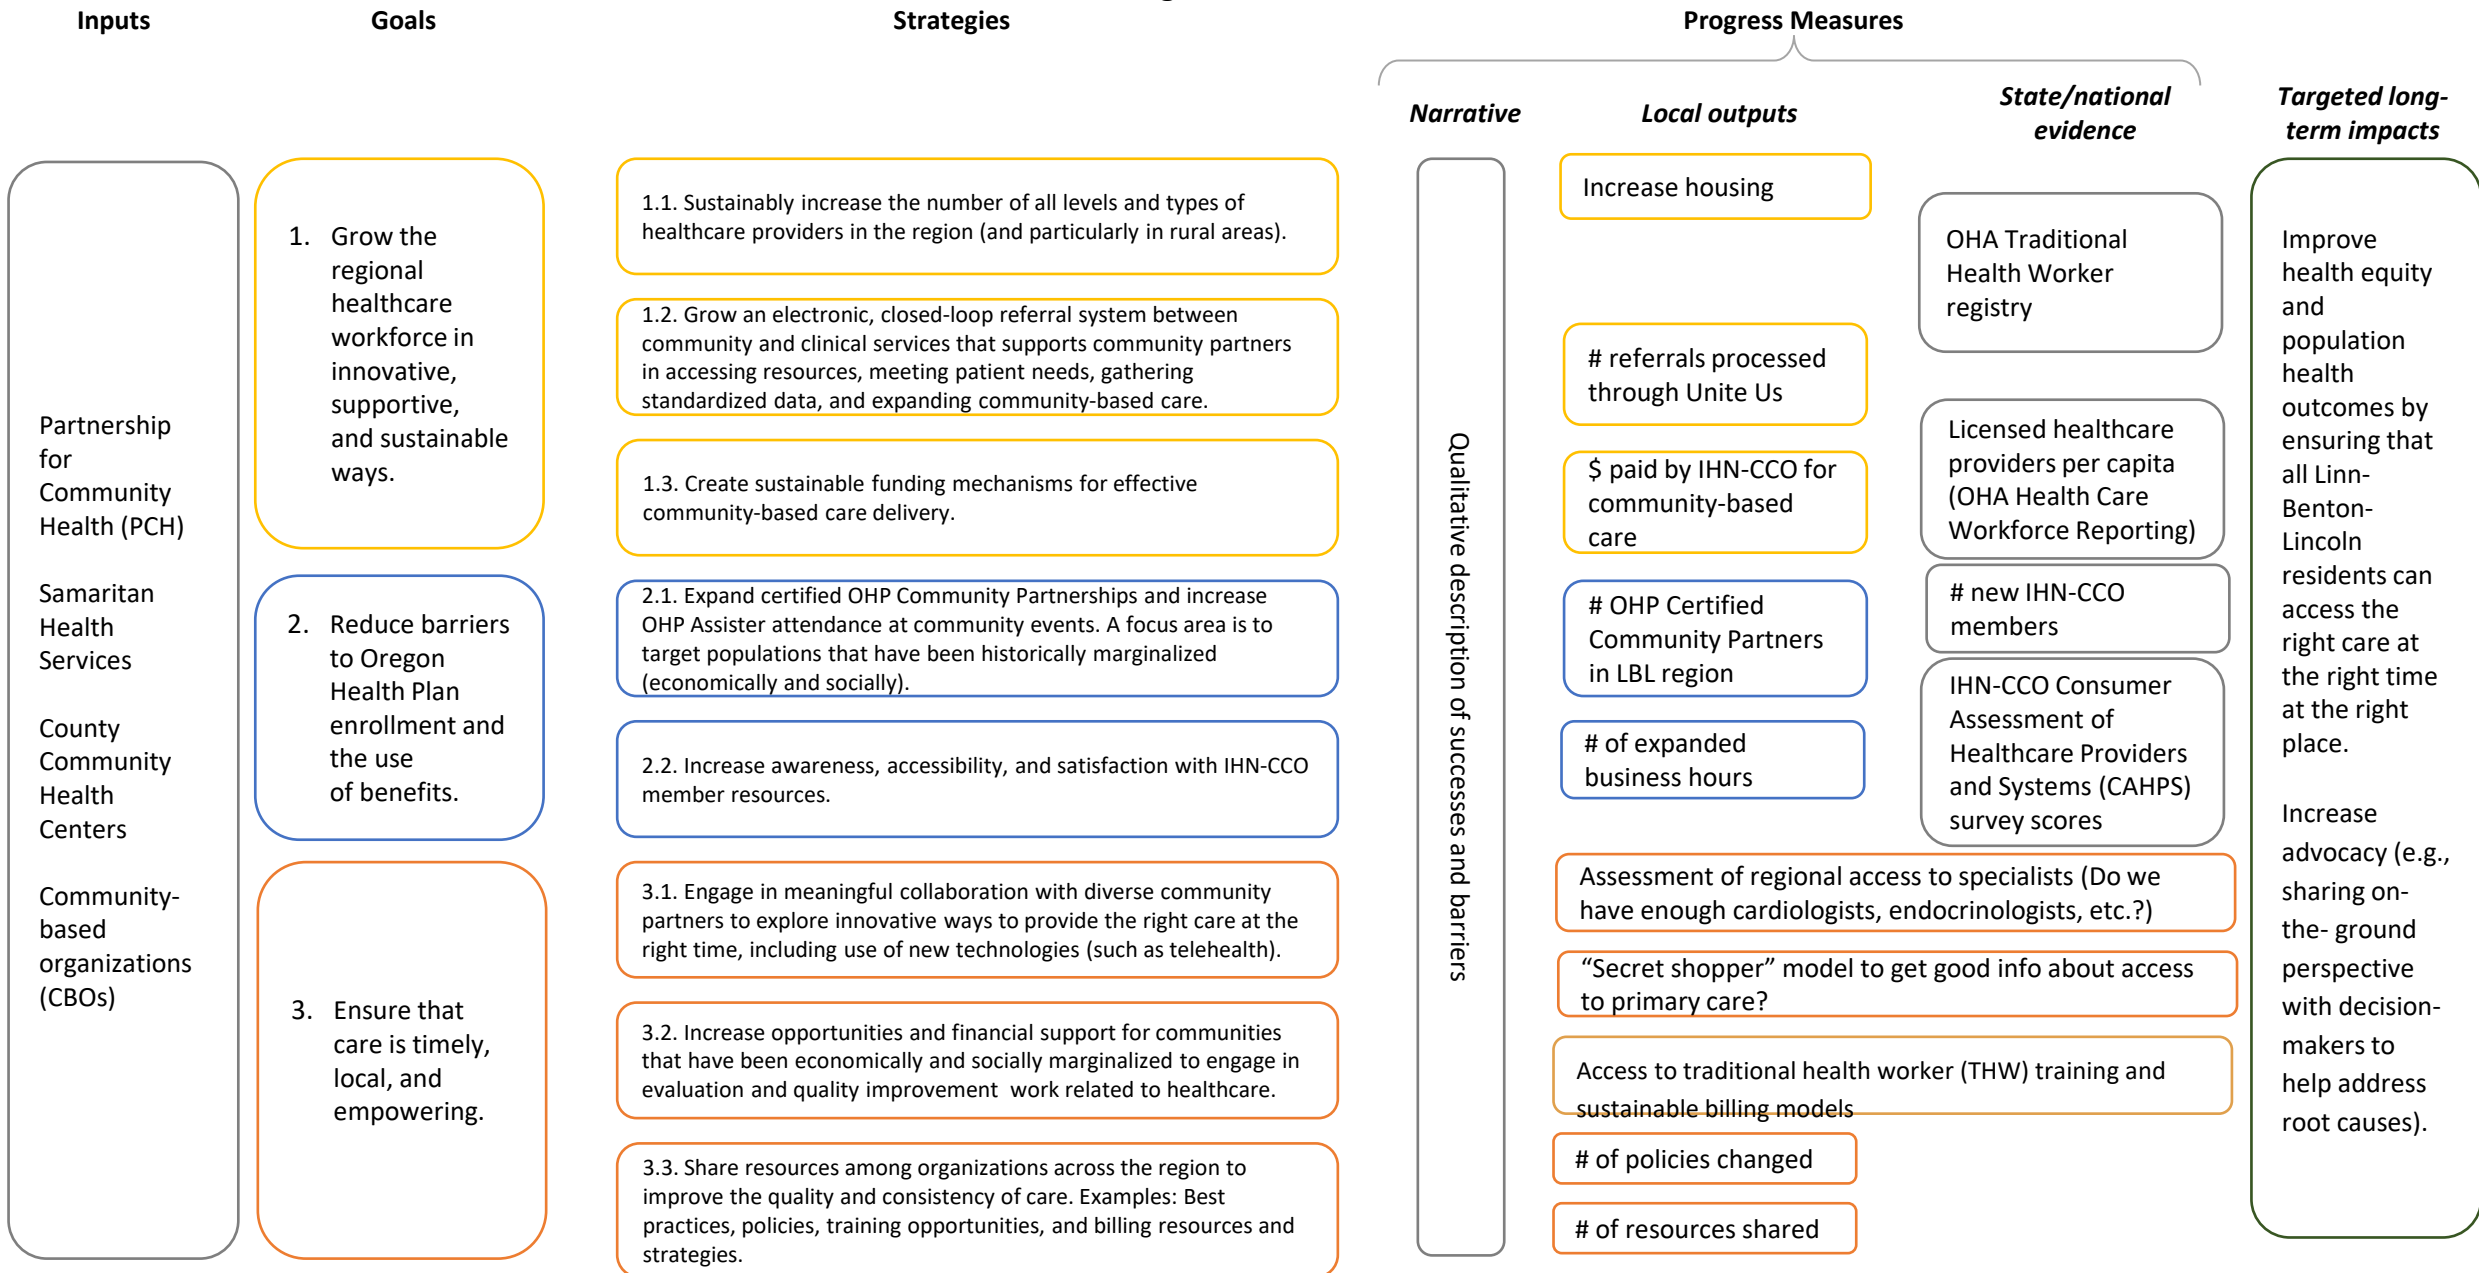 Inputs
Goals
Strategies
Progress Measures
Narrative
Local outputs
State/national
evidence
Targeted long-
term impacts
Partnership
for
Community
Health (PCH)
Samaritan
Health
Services
County
Community
Health
Centers
Community-
based
organizations
(CBOs)
1. Grow the
regional
healthcare
workforce in
innovative,
supportive,
and sustainable
ways.
2. Reduce barriers
to Oregon
Health Plan
enrollment and
the use
of benefits.
3. Ensure that
care is timely,
local, and
empowering.
1.1. Sustainably increase the number of all levels and types of
healthcare providers in the region (and particularly in rural areas).
1.2. Grow an electronic, closed-loop referral system between
community and clinical services that supports community partners
in accessing resources, meeting patient needs, gathering
standardized data, and expanding community-based care.
1.3. Create sustainable funding mechanisms for effective
community-based care delivery.
2.1. Expand certified OHP Community Partnerships and increase
OHP Assister attendance at community events. A focus area is to
target populations that have been historically marginalized
(economically and socially).
2.2. Increase awareness, accessibility, and satisfaction with IHN-CCO
member resources.
3.1. Engage in meaningful collaboration with diverse community
partners to explore innovative ways to provide the right care at the
right time, including use of new technologies (such as telehealth).
3.2. Increase opportunities and financial support for communities
that have been economically and socially marginalized to engage in
evaluation and quality improvement work related to healthcare.
3.3. Share resources among organizations across the region to
improve the quality and consistency of care. Examples: Best
practices, policies, training opportunities, and billing resources and
strategies.
Qualitative description of successes and barriers
Increase housing
# referrals processed
through Unite Us
$ paid by IHN-CCO for
community-based
care
# OHP Certified
Community Partners
in LBL region
# of expanded
business hours
OHA Traditional
Health Worker
registry
Licensed healthcare
providers per capita
(OHA Health Care
Workforce Reporting)
# new IHN-CCO
members
IHN-CCO Consumer
Assessment of
Healthcare Providers
and Systems (CAHPS)
survey scores
Assessment of regional access to specialists (Do we
have enough cardiologists, endocrinologists, etc.?)
“Secret shopper” model to get good info about access
to primary care?
Access to traditional health worker (THW) training and
sustainable billing models
# of policies changed
# of resources shared
Improve
health equity
and
population
health
outcomes by
ensuring that
all Linn-
Benton-
Lincoln
residents can
access the
right care at
the right time
at the right
place.
Increase
advocacy (e.g.,
sharing on-
the- ground
perspective
with decision-
makers to
help address
root causes).